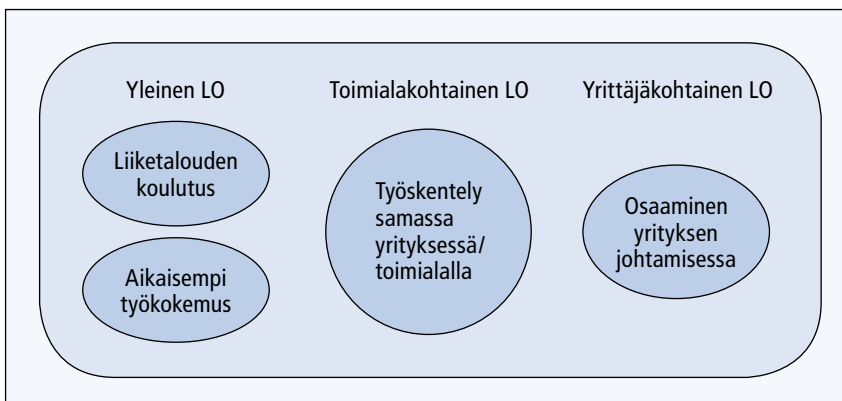 Yleinen LO
Toimialakohtainen LO
Yrittäjäkohtainen LO
Liiketalouden
koulutus
Aikaisempi
työkokemus
Työskentely
samassa
yrityksessä/
toimialalla
Osaaminen
yrityksen
johtamisessa